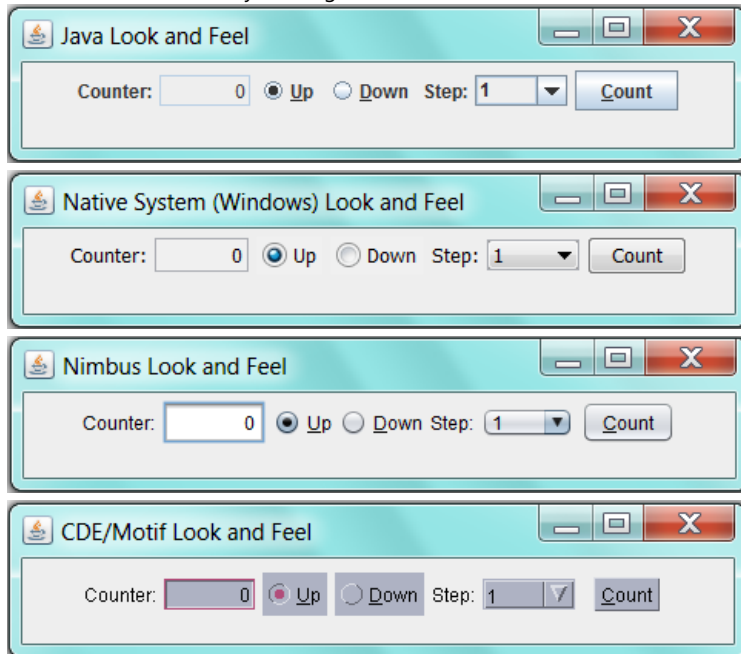 Java Look and Feel
Counter: 0 Up Down Step: 1 Count
Native System (Windows) Look and Feel
Counter: 0 Up Down Step: 1 Count
Nimbus Look and Feel
Counter: 0 Up Down Step: 1 Count
CDE/Motif Look and Feel
Counter: 0 Up Down Step: 1 Count